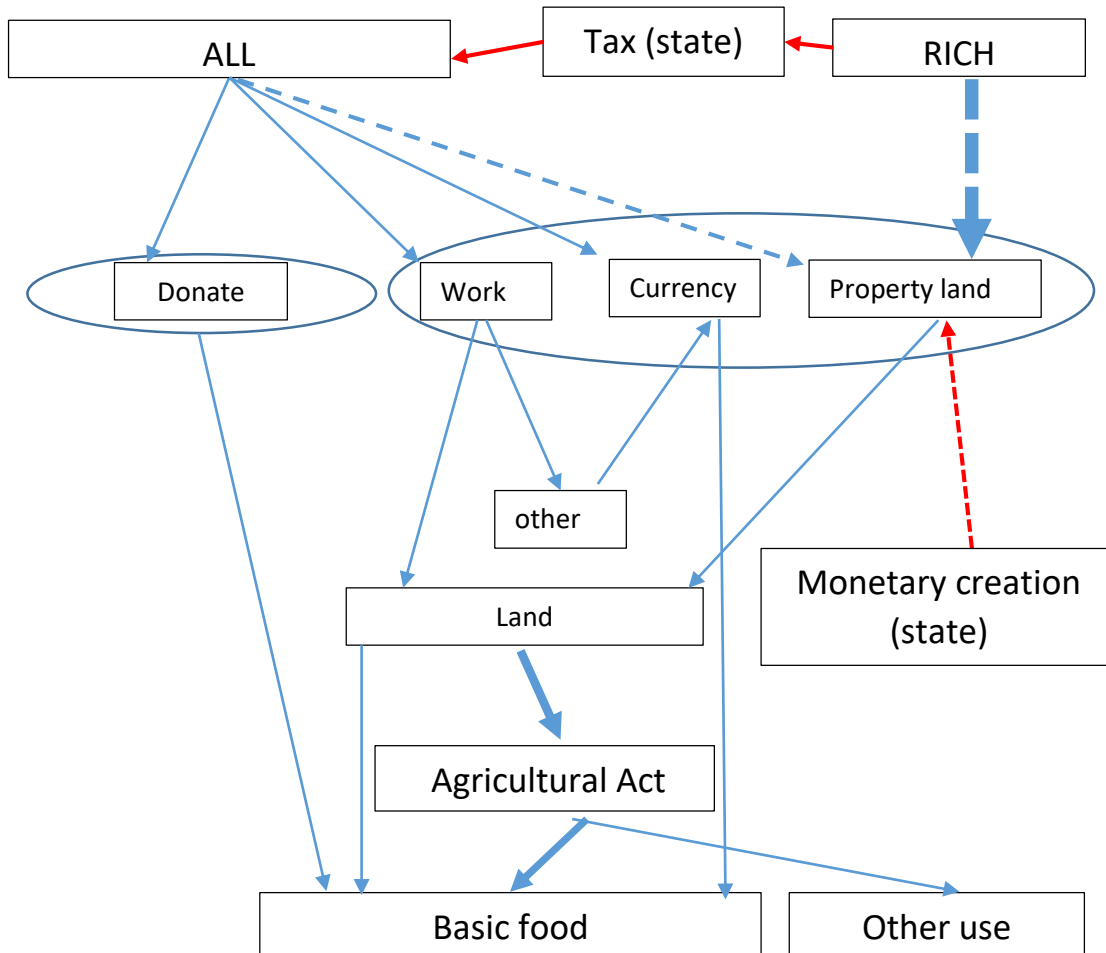 ALL
Tax (state)
RICH
Donate
Work
Currency
Property land
other
Land
Monetary creation
(state)
Agricultural Act
Basic food
Other use